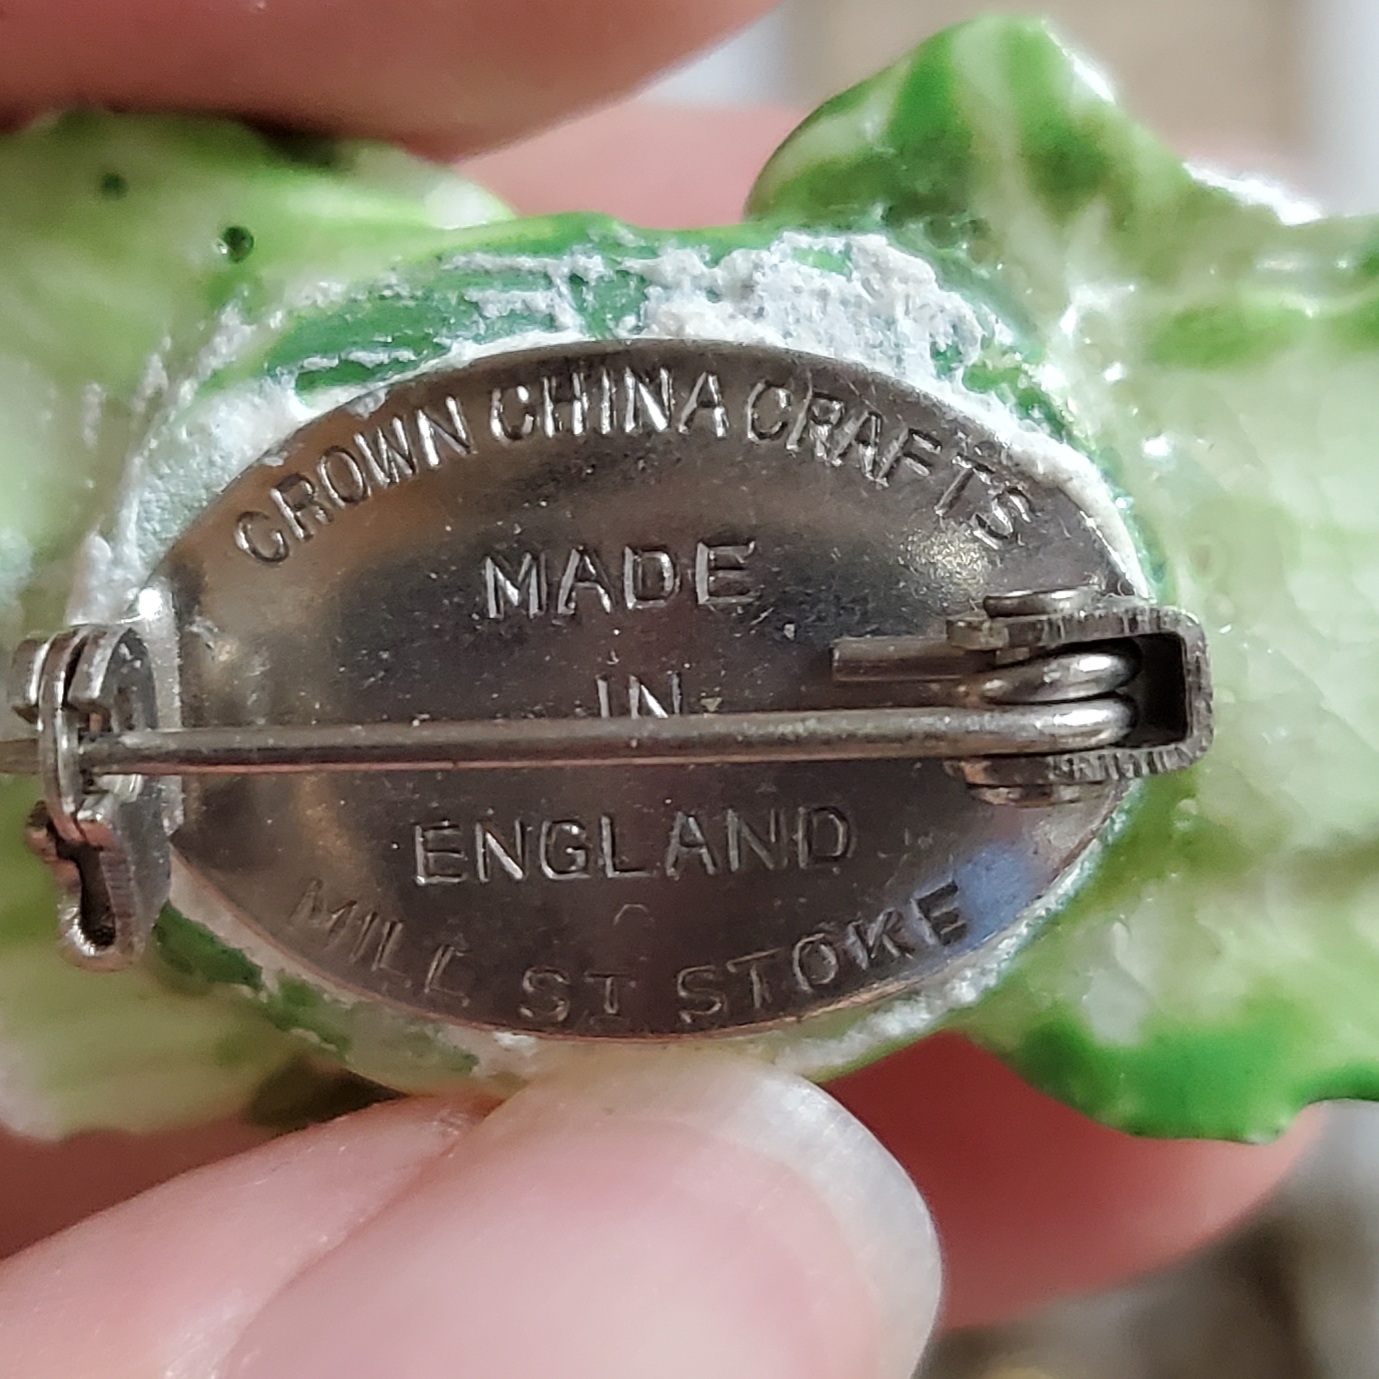 CROWN CHINA CRAFTS
MADE
IN
ENGLAND
MILL ST STOKE